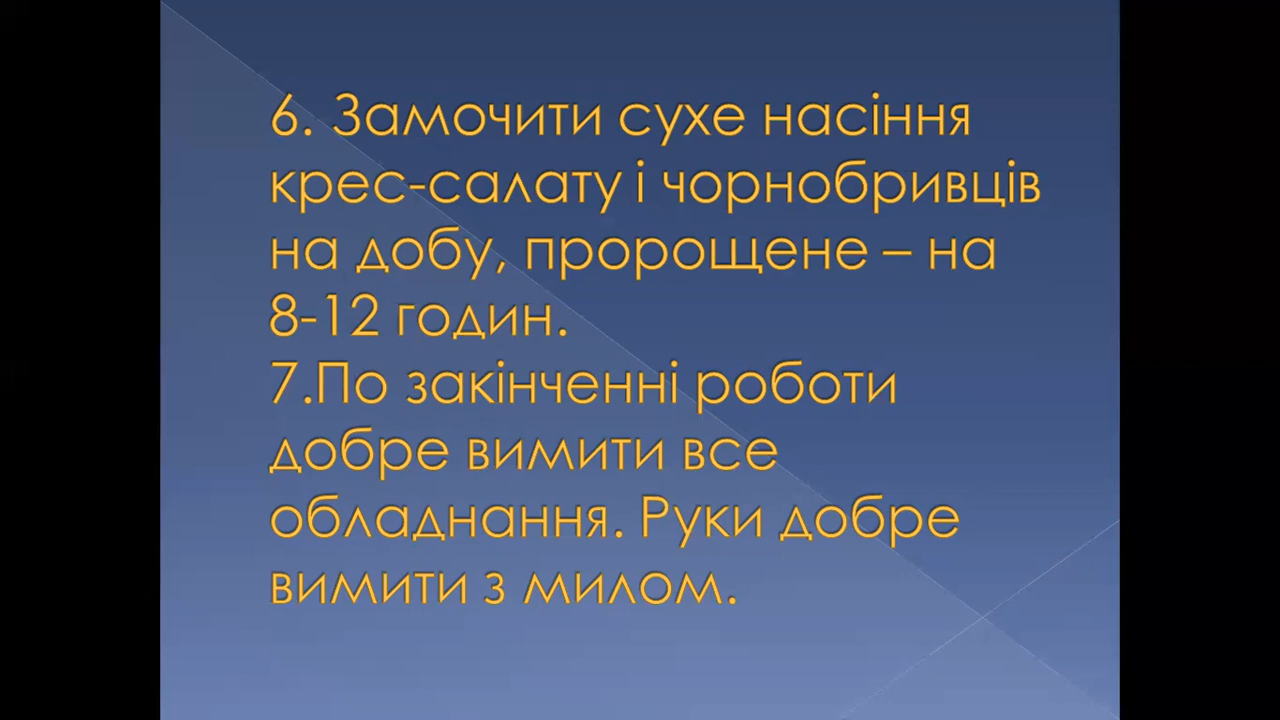 6. Замочити сухе насіння
крес-салату і чорнобривців
на добу, пророщене – на
8-12 годин.
7.По закінченні роботи
добре вимити все
обладнання. Руки добре
вимити з милом.